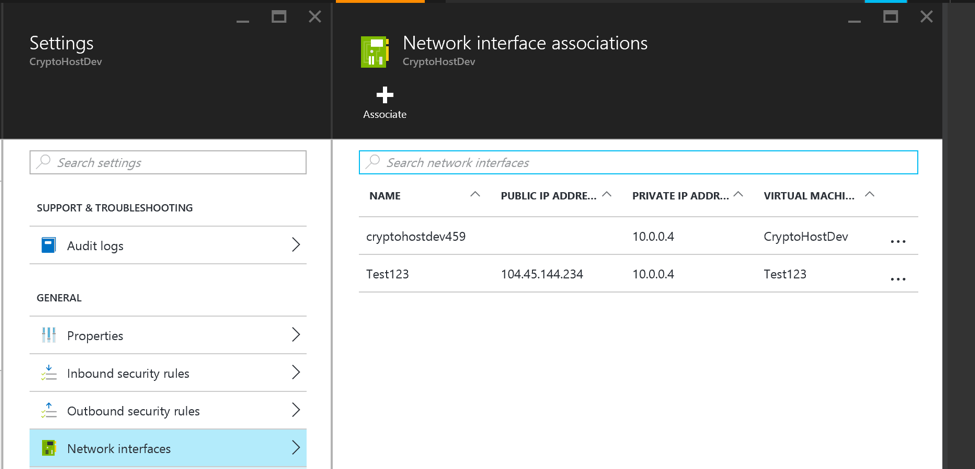 Settings
CryptoHostDev
Search settings
SUPPORT & TROUBLESHOOTING
Audit logs
GENERAL
Properties
Inbound security rules
Outbound security rules
Network interfaces
Network interface associations
CryptoHostDev
Associate
Search network interfaces
NAME PUBLIC IP ADDRE... PRIVATE IP ADDR... VIRTUAL MACHI...
cryptohostdev459 10.0.0.4 CryptoHostDev ...
Test123 104.45.144.234 10.0.0.4 Test123 ...